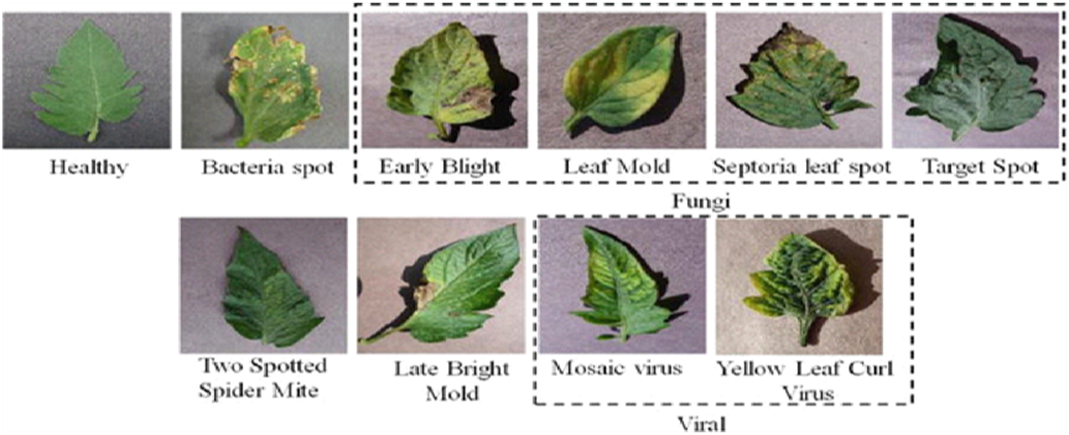 Healthy
Bacteria spot
Early Blight
Leaf Mold
Septoria leaf spot
Target Spot
Fungi
Two Spotted
Spider Mite
Late Bright
Mold
Mosaic virus
Yellow Leaf Curl
Virus
Viral